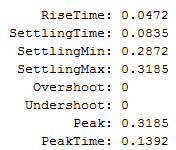 RiseTime: 0.0472
SettlingTime: 0.0835
SettlingMin: 0.2872
SettlingMax: 0.3185
Overshoot: 0
Undershoot: 0
Peak: 0.3185
PeakTime: 0.1392